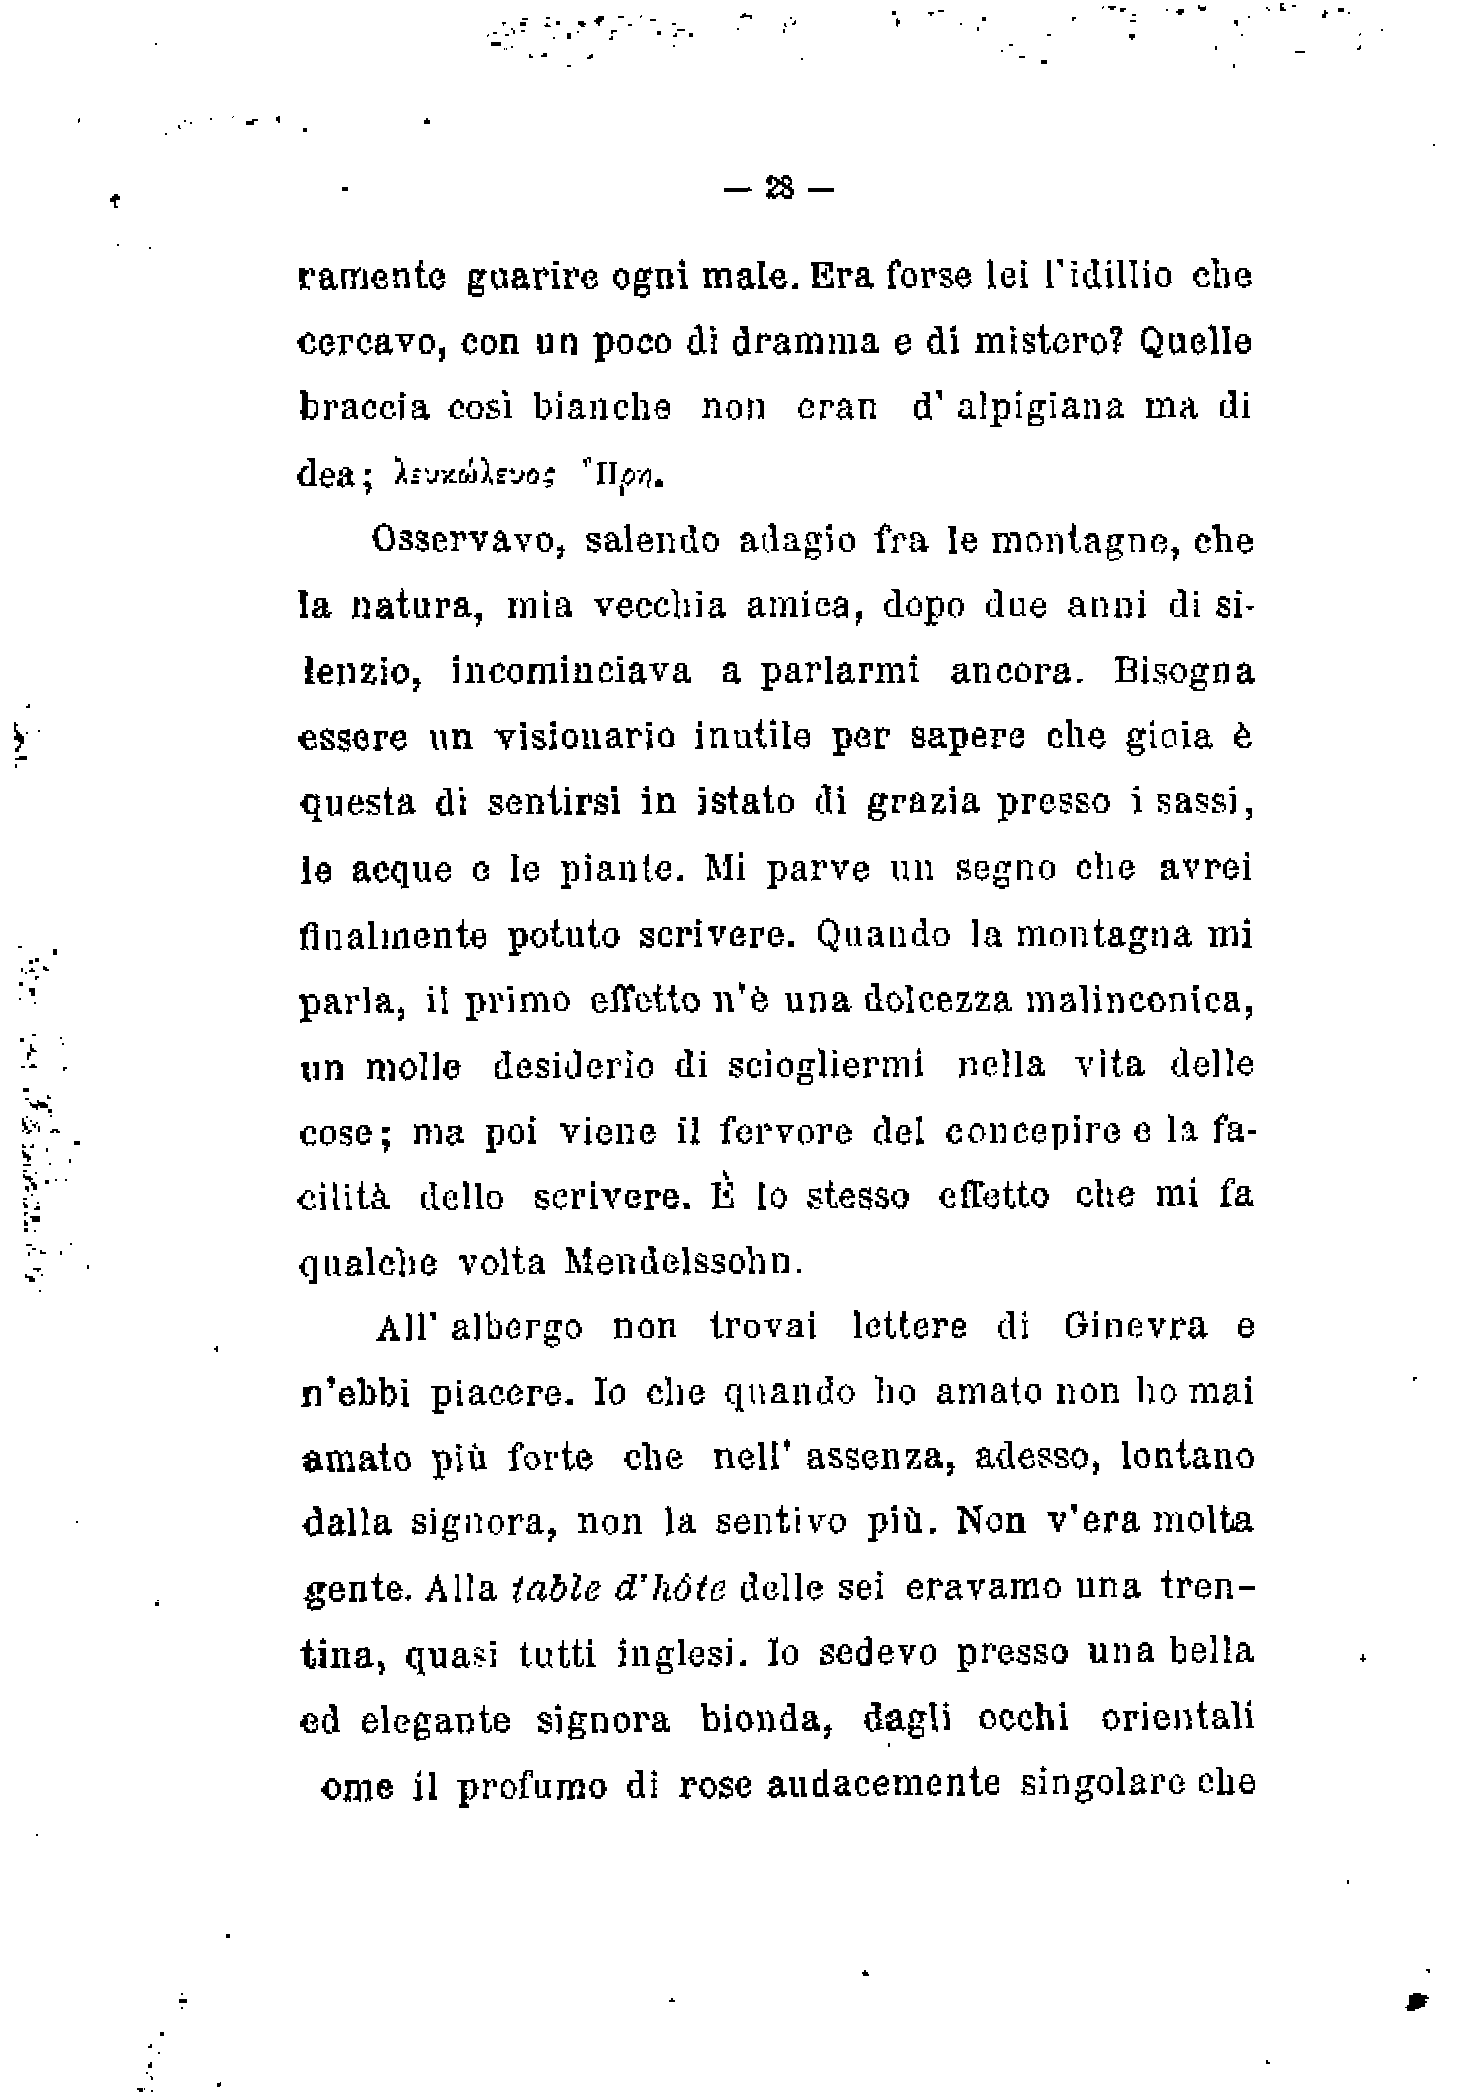 — 28 —
ramente guarire ogni male. Era forse lei l'idillio che
cercavo, con un poco di dramma e di mistero? Quelle
braccia così bianche non eran d' alpigiana ma di
dea; λευκώλενος Ἥρη.
Osservavo, salendo adagio fra le montagne, che
la natura, mia vecchia amica, dopo due anni di si-
lenzio, incominciava a parlarmi ancora. Bisogna
essere un visionario inutile per sapere che gioia è
questa di sentirsi in istato di grazia presso i sassi,
le acque e le piante. Mi parve un segno che avrei
finalmente potuto scrivere. Quando la montagna mi
parla, il primo effetto n'è una dolcezza malinconica,
un molle desiderio di sciogliermi nella vita delle
cose; ma poi viene il fervore del concepire e la fa-
cilità dello scrivere. È lo stesso effetto che mi fa
qualche volta Mendelssohn.
All' albergo non trovai lettere di Ginevra e
n'ebbi piacere. Io che quando ho amato non ho mai
amato più forte che nell' assenza, adesso, lontano
dalla signora, non la sentivo più. Non v'era molta
gente. Alla table d'hôte delle sei eravamo una tren-
tina, quasi tutti inglesi. Io sedevo presso una bella
ed elegante signora bionda, dagli occhi orientali
ome il profumo di rose audacemente singolare che